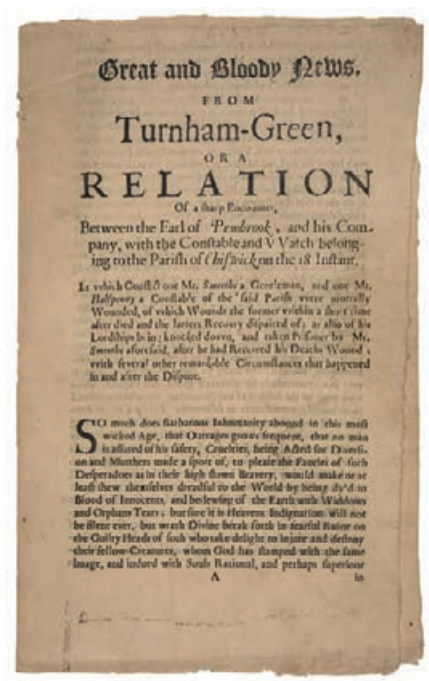 Great and Bloody News,
FROM
Turnham-Green,
OR A
RELATION
Of a sharp Encounter,
Between the Earl of Pembrook, and his Com-
pany, with the Constable and VVatch belong-
ing to the Parish of Chiswick on the 18 Instant.
In which Conflict one Mr. Smeethe a Gentleman, and one Mr.
Halfpenny a Constable of the said Parish were mortally
Wounded, of which Wounds the former within a short time
after died and the latters Recovry dispaired of; as also of his
Lordships being knocked down, and taken Prisoner by Mr.
Smeethe aforesaid, after he had Received his Deaths Wound;
with several other remarkable Circumstances that happened
in and after the Dispute.
SO much does Barbarous Inhumanity abound in this most
wicked Age, that Outrages grows frequent, that no man
is assured of his safety, Cruelties, being Acted for Diversi-
on and Murthers made a sport of, to please the Fancies of such
Desperadoes as in their high flown Bravery, would make or at
least shew themselves dreadful to the World by being dy'd in
Blood of Innocents, and bedewing of the Earth with Widdows
and Orphans Tears; but sure it is Heavens Indignation will not
be silent ever, but wrath Divine break forth in fearful Ruine on
the Guilty Heads of such who take delight to injure and destroy
their fellow-Creatures, whom God has stamped with the same
Image, and indued with Souls Rational, and perhaps superiour
A in